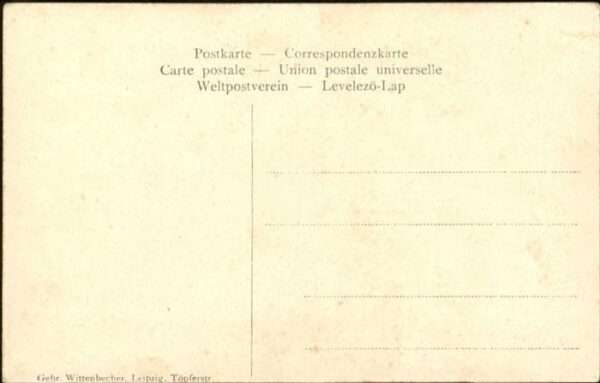 Postkarte — Correspondenzkarte
Carte postale — Union postale universelle
Weltpostverein — Levelező-Lap
Gebr. Wittenbecher, Leipzig, Töpferstr.